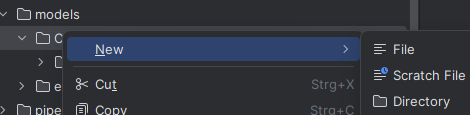 models
New
File
Cut Strg+X
Scratch File
Copy Strg+C
Directory